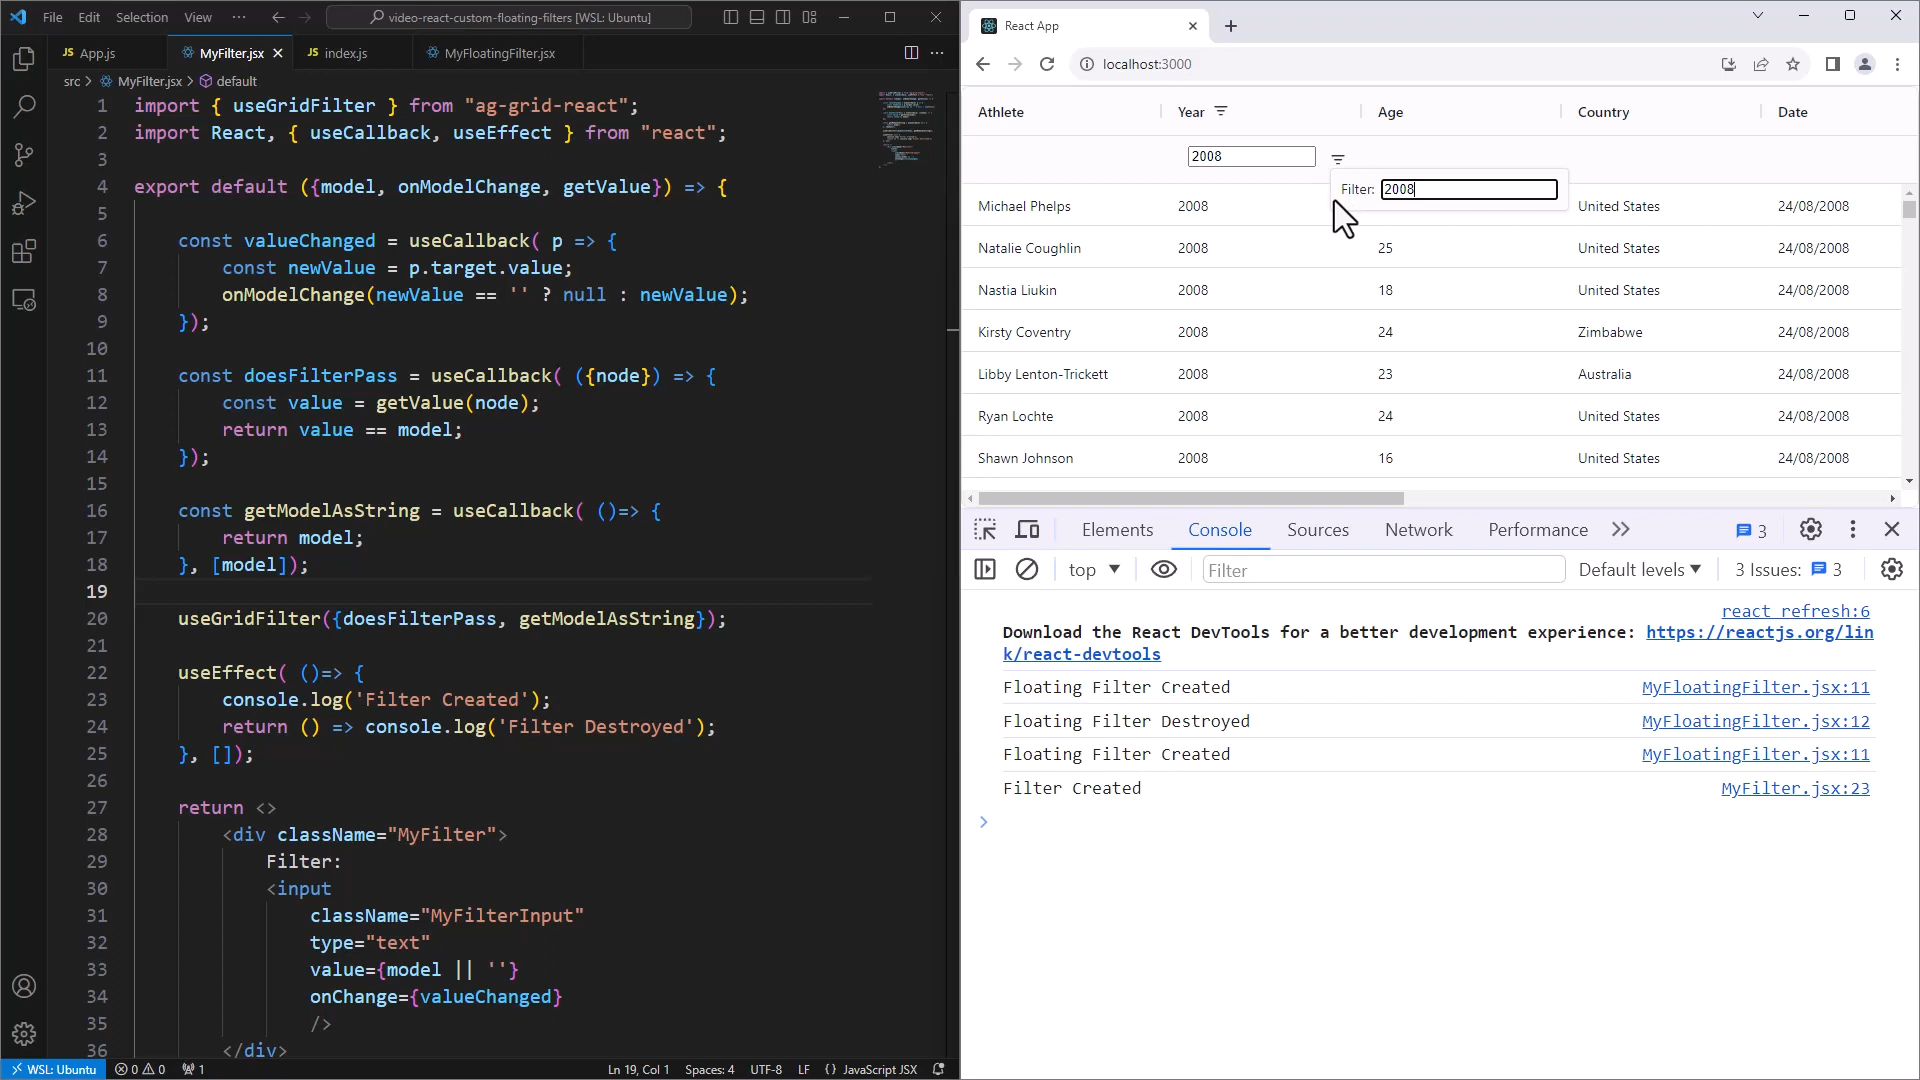 File Edit Selection View ··· video-react-custom-floating-filters [WSL: Ubuntu]
JS App.js MyFilter.jsx JS index.js MyFloatingFilter.jsx
src > MyFilter.jsx > default
1 import { useGridFilter } from "ag-grid-react";
2 import React, { useCallback, useEffect } from "react";
3
4 export default ({model, onModelChange, getValue}) => {
5
6 const valueChanged = useCallback( p => {
7 const newValue = p.target.value;
8 onModelChange(newValue == '' ? null : newValue);
9 });
10
11 const doesFilterPass = useCallback( ({node}) => {
12 const value = getValue(node);
13 return value == model;
14 });
15
16 const getModelAsString = useCallback( ()=> {
17 return model;
18 }, [model]);
19
20 useGridFilter({doesFilterPass, getModelAsString});
21
22 useEffect( ()=> {
23 console.log('Filter Created');
24 return () => console.log('Filter Destroyed');
25 }, []);
26
27 return <>
28 <div className="MyFilter">
29 Filter:
30 <input
31 className="MyFilterInput"
32 type="text"
33 value={model || ''}
34 onChange={valueChanged}
35 />
36 </div>
WSL: Ubuntu 0 0 1 Ln 19, Col 1 Spaces: 4 UTF-8 LF {} JavaScript JSX
React App
localhost:3000
Athlete Year Age Country Date
2008
Filter: 2008
Michael Phelps 2008 United States 24/08/2008
Natalie Coughlin 2008 25 United States 24/08/2008
Nastia Liukin 2008 18 United States 24/08/2008
Kirsty Coventry 2008 24 Zimbabwe 24/08/2008
Libby Lenton-Trickett 2008 23 Australia 24/08/2008
Ryan Lochte 2008 24 United States 24/08/2008
Shawn Johnson 2008 16 United States 24/08/2008
Elements Console Sources Network Performance 3
top Filter Default levels 3 Issues: 3
react refresh:6
Download the React DevTools for a better development experience: https://reactjs.org/lin
k/react-devtools
Floating Filter Created MyFloatingFilter.jsx:11
Floating Filter Destroyed MyFloatingFilter.jsx:12
Floating Filter Created MyFloatingFilter.jsx:11
Filter Created MyFilter.jsx:23